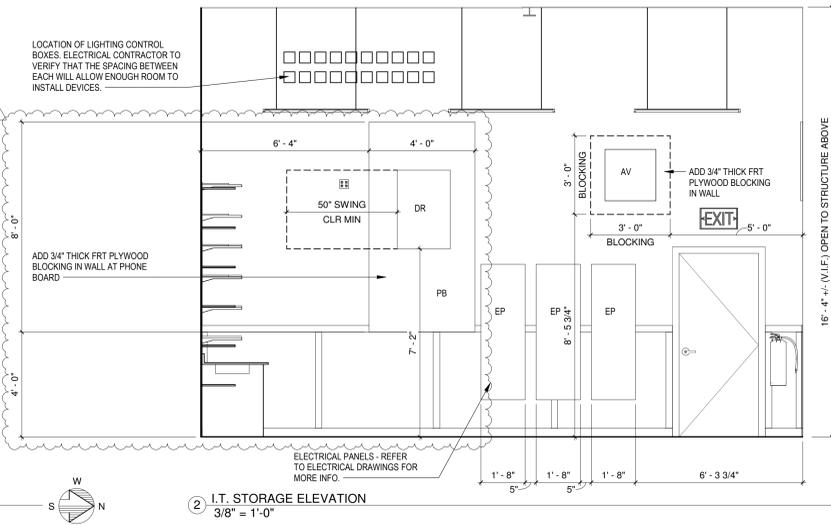 LOCATION OF LIGHTING CONTROL
BOXES. ELECTRICAL CONTRACTOR TO
VERIFY THAT THE SPACING BETWEEN
EACH WILL ALLOW ENOUGH ROOM TO
INSTALL DEVICES.
6' - 4"
4' - 0"
50" SWING
CLR MIN
DR
PB
8' - 0"
ADD 3/4" THICK FRT PLYWOOD
BLOCKING IN WALL AT PHONE
BOARD
4' - 0"
7' - 2"
3' - 0"
BLOCKING
AV
ADD 3/4" THICK FRT
PLYWOOD BLOCKING
IN WALL
EXIT
3' - 0"
BLOCKING
5' - 0"
16' - 4" +/- (V.I.F.) OPEN TO STRUCTURE ABOVE
EP
EP
EP
8' - 5 3/4"
ELECTRICAL PANELS - REFER
TO ELECTRICAL DRAWINGS FOR
MORE INFO.
1' - 8"
1' - 8"
1' - 8"
6' - 3 3/4"
5"
5"
W
S
N
2
I.T. STORAGE ELEVATION
3/8" = 1'-0"